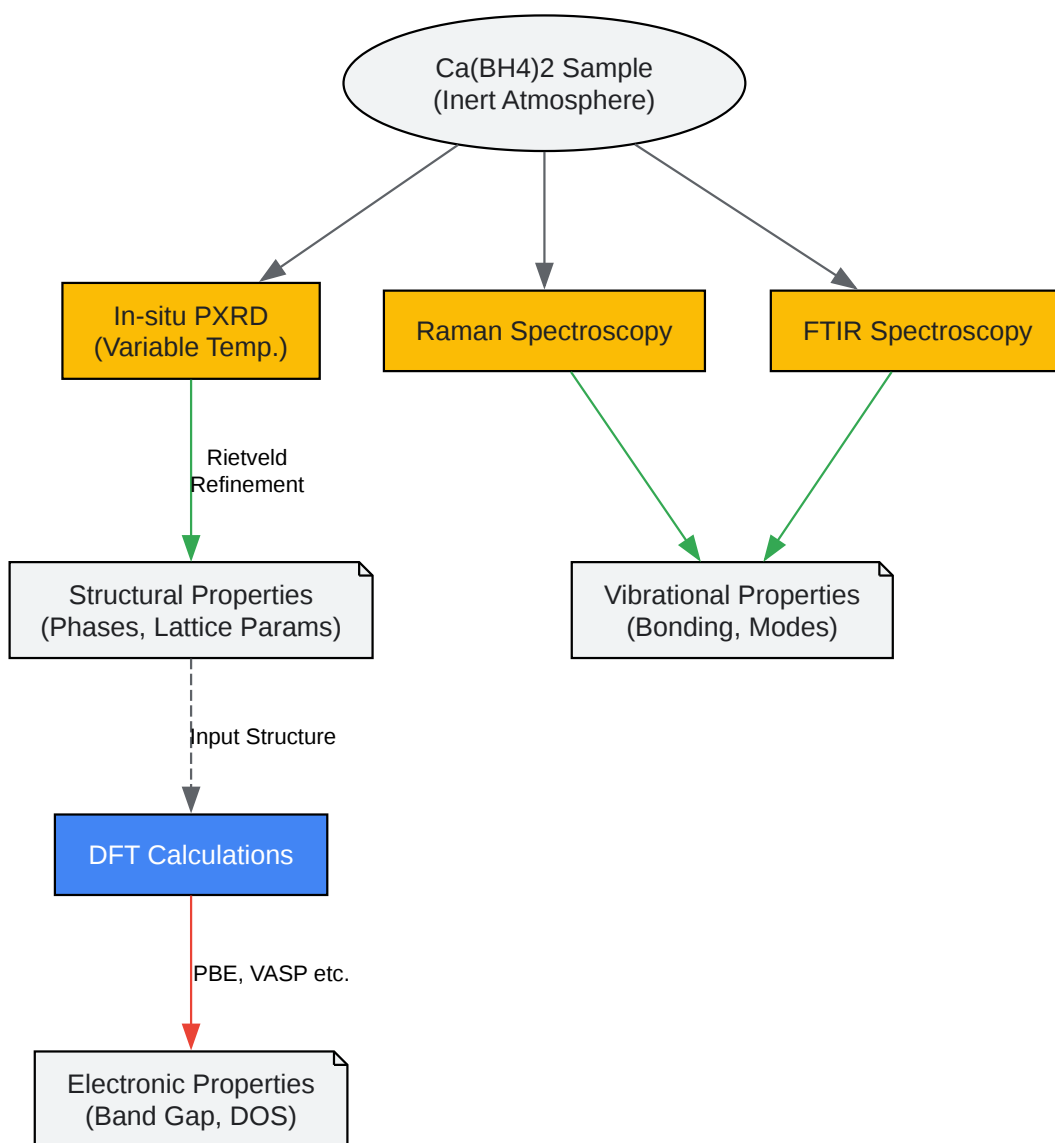 Ca(BH4)2 Sample
(Inert Atmosphere)
In-situ PXRD
(Variable Temp.)
Raman Spectroscopy
FTIR Spectroscopy
Rietveld
Refinement
Structural Properties
(Phases, Lattice Params)
Vibrational Properties
(Bonding, Modes)
Input Structure
DFT Calculations
PBE, VASP etc.
Electronic Properties
(Band Gap, DOS)